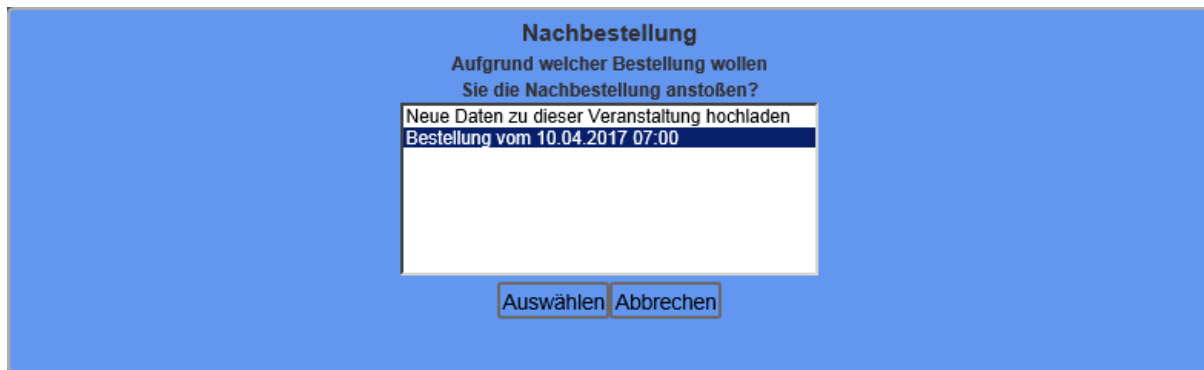 Nachbestellung
Aufgrund welcher Bestellung wollen
Sie die Nachbestellung anstoßen?
Neue Daten zu dieser Veranstaltung hochladen
Bestellung vom 10.04.2017 07:00
Auswählen Abbrechen